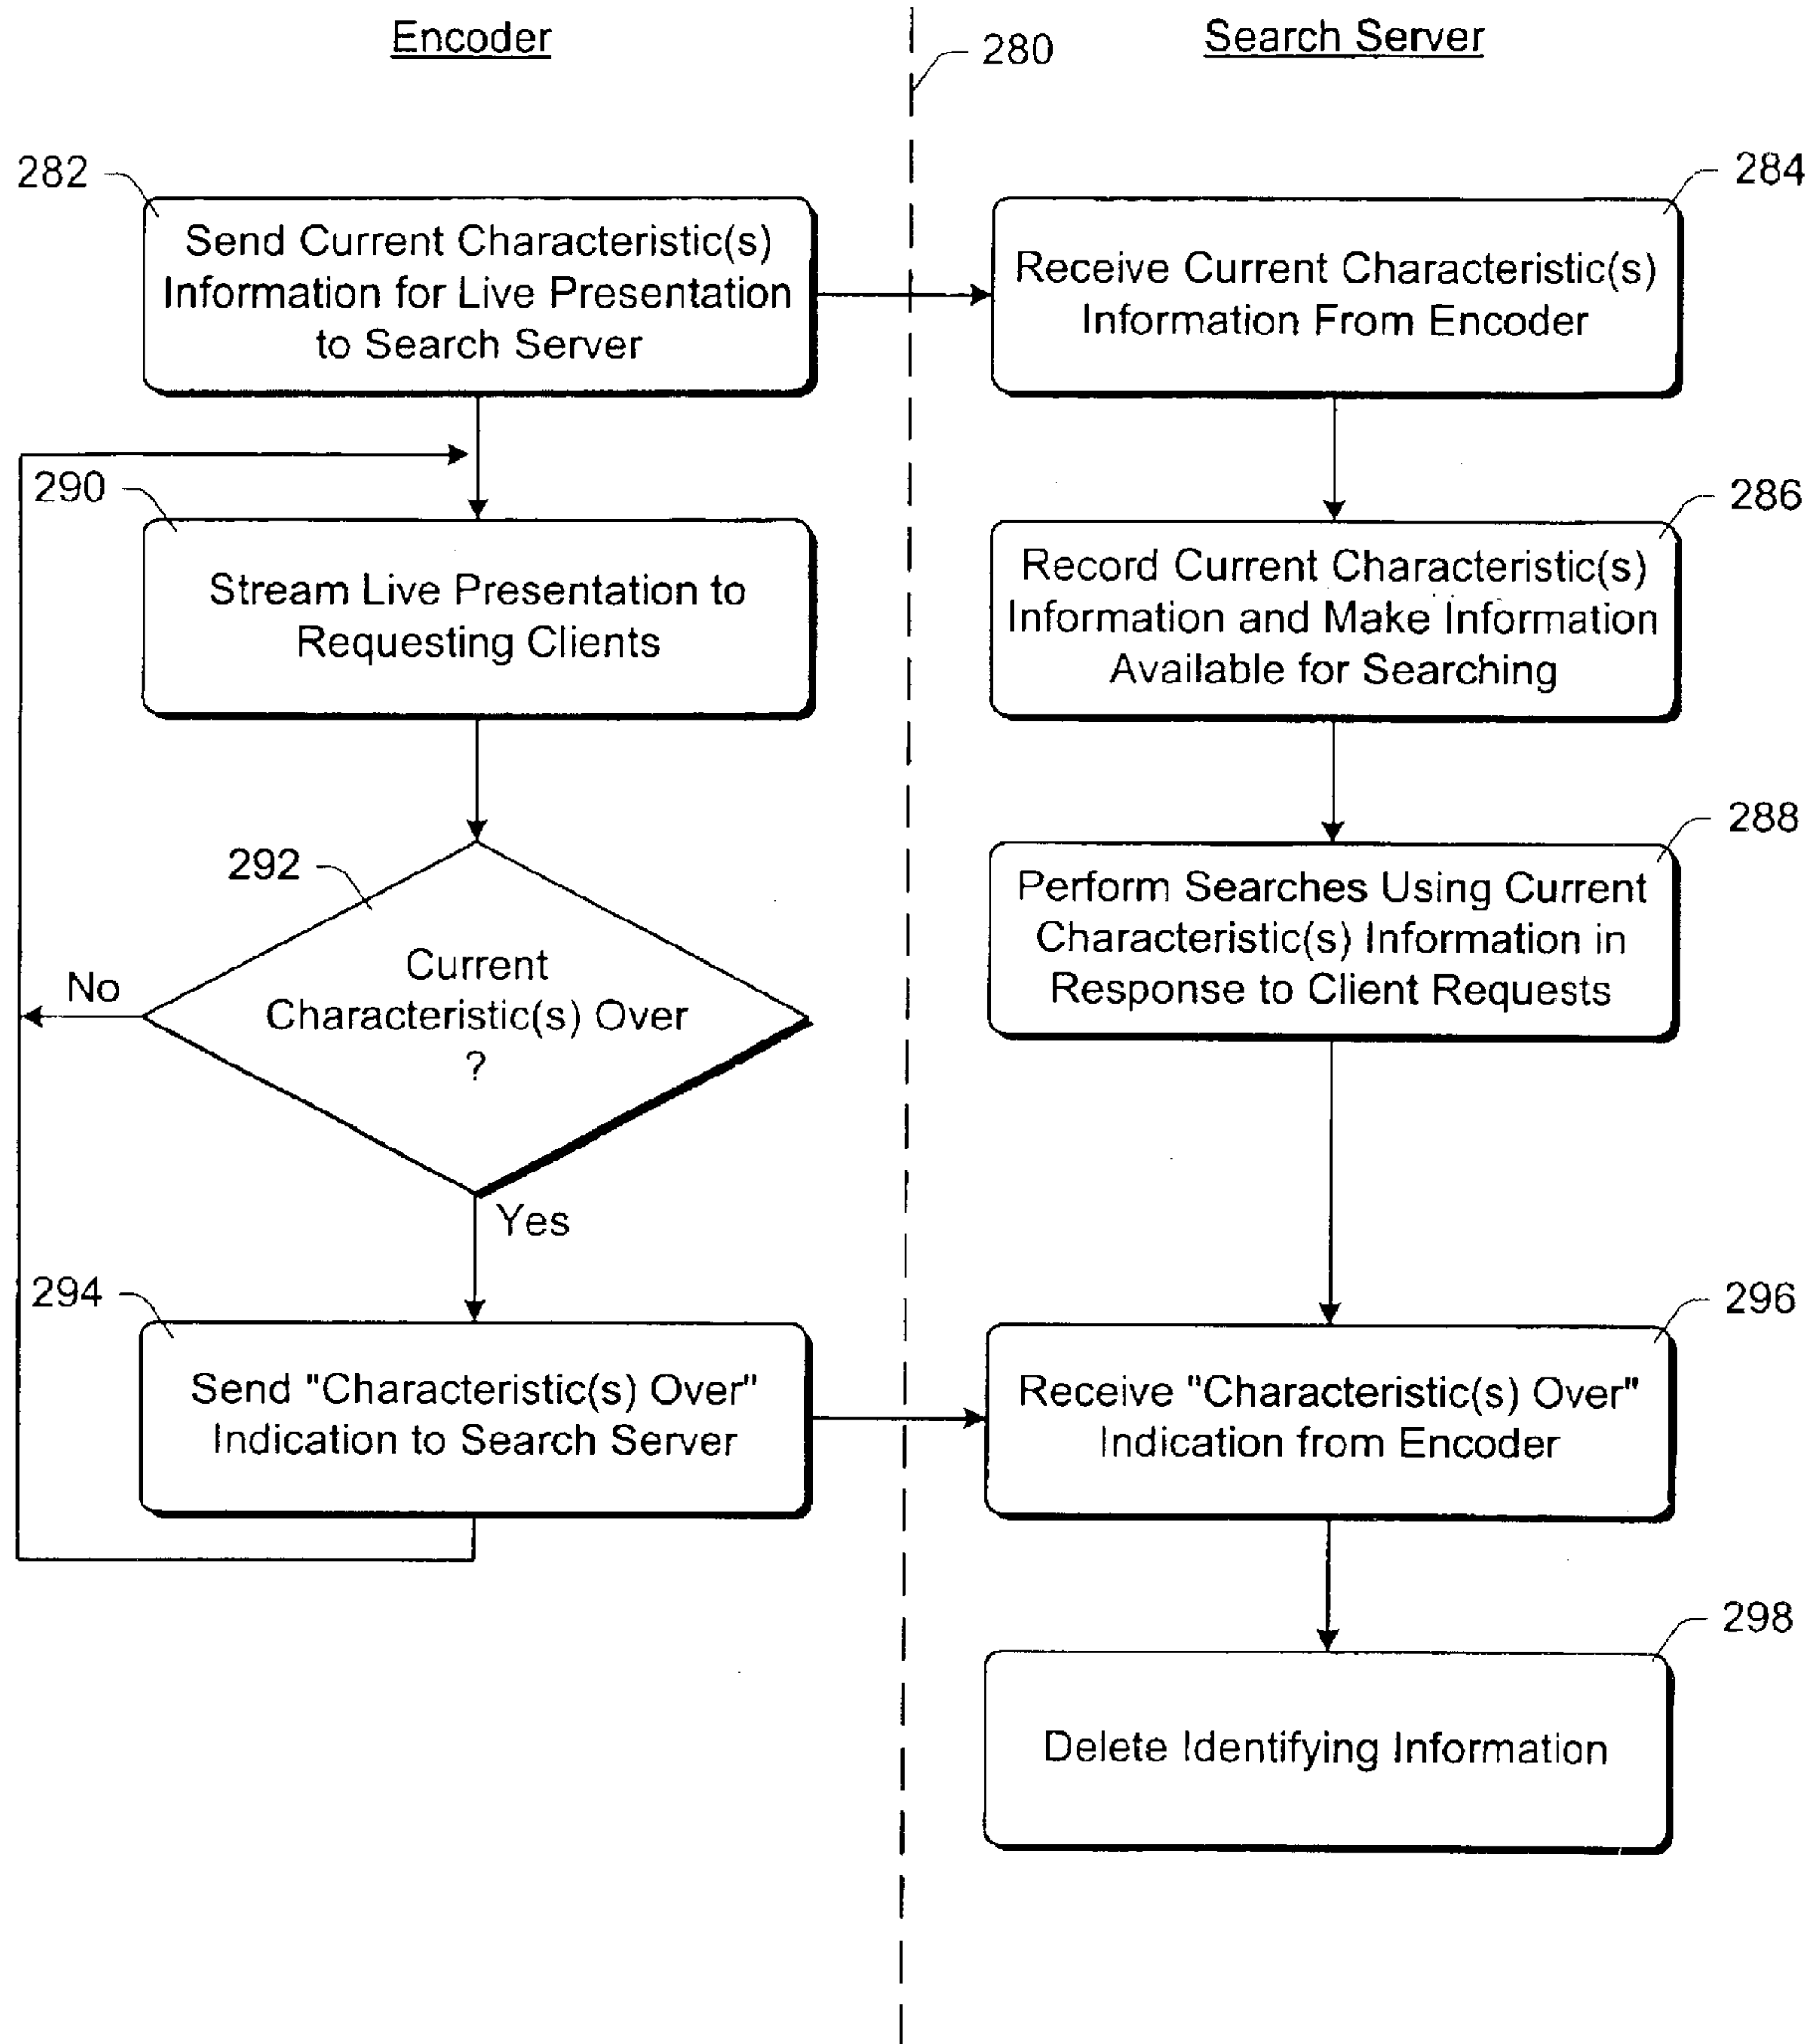 Encoder
280
Search Server
282
Send Current Characteristic(s)
Information for Live Presentation
to Search Server
284
Receive Current Characteristic(s)
Information From Encoder
290
Stream Live Presentation to
Requesting Clients
286
Record Current Characteristic(s)
Information and Make Information
Available for Searching
292
Current
Characteristic(s) Over
?
No
Yes
288
Perform Searches Using Current
Characteristic(s) Information in
Response to Client Requests
294
Send "Characteristic(s) Over"
Indication to Search Server
296
Receive "Characteristic(s) Over"
Indication from Encoder
298
Delete Identifying Information